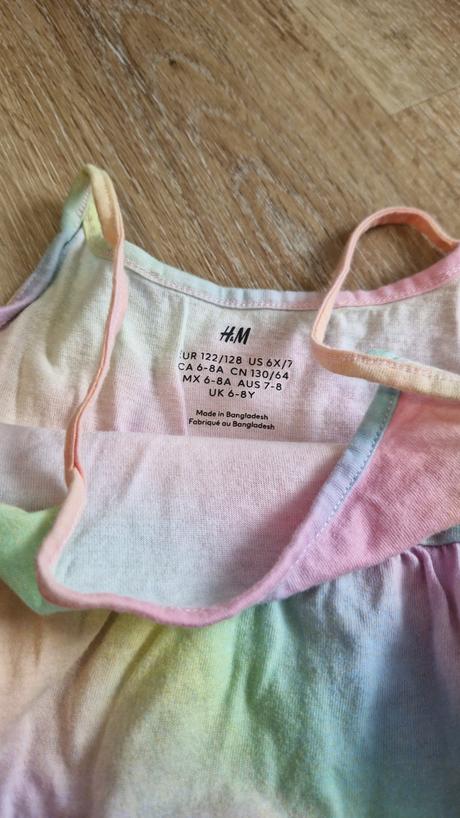 H&M
EUR 122/128 US 6X/7
CA 6-8A CN 130/64
MX 6-8A AUS 7-8
UK 6-8Y
Made in Bangladesh
Fabriqué au Bangladesh